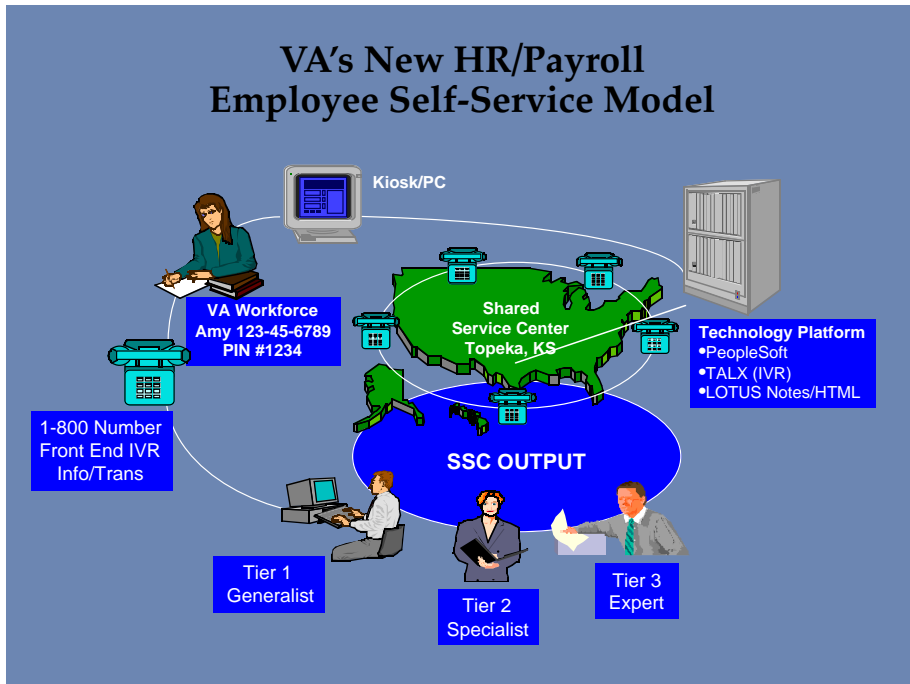 VA's New HR/Payroll
Employee Self-Service Model
Kiosk/PC
VA Workforce
Amy 123-45-6789
PIN #1234
Shared
Service Center
Topeka, KS
Technology Platform
•PeopleSoft
•TALX (IVR)
•LOTUS Notes/HTML
1-800 Number
Front End IVR
Info/Trans
SSC OUTPUT
Tier 1
Generalist
Tier 2
Specialist
Tier 3
Expert